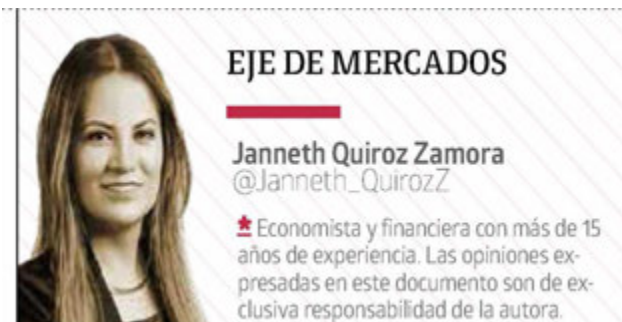 EJE DE MERCADOS
Janneth Quiroz Zamora
@Janneth_QuirozZ
* Economista y financiera con más de 15
años de experiencia. Las opiniones ex-
presadas en este documento son de ex-
clusiva responsabilidad de la autora.